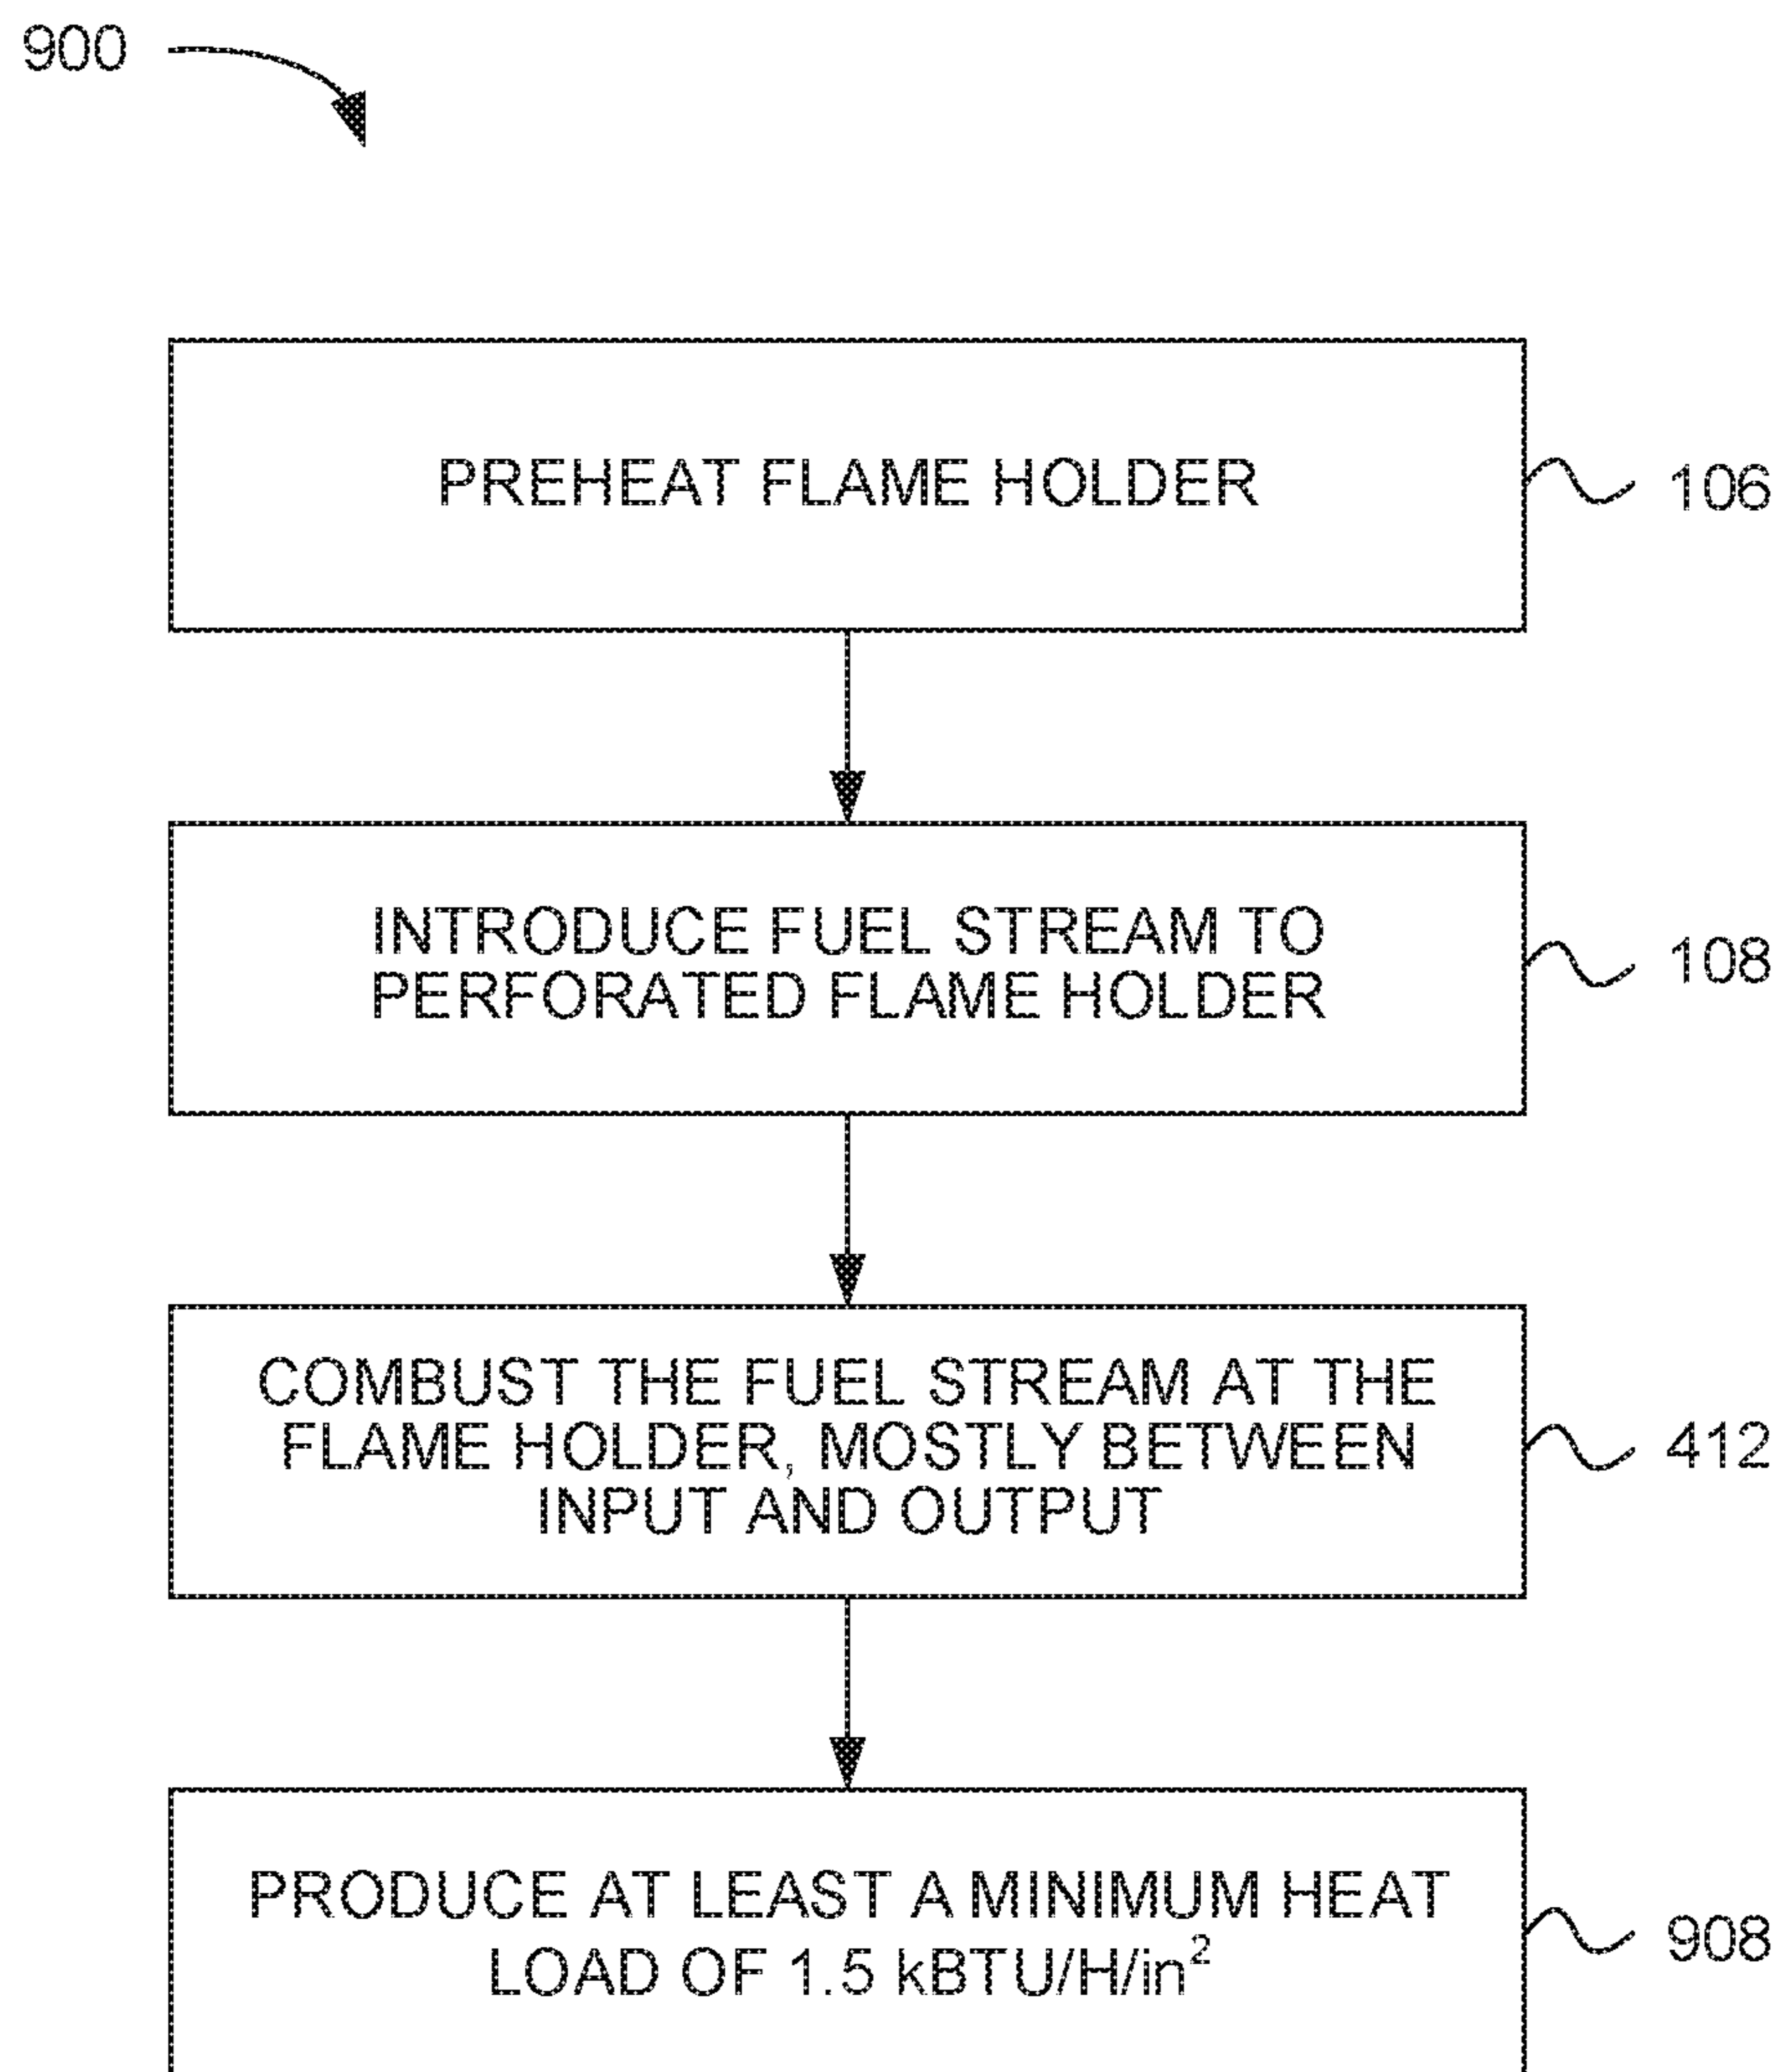 900
PREHEAT FLAME HOLDER
106
INTRODUCE FUEL STREAM TO
PERFORATED FLAME HOLDER
108
COMBUST THE FUEL STREAM AT THE
FLAME HOLDER, MOSTLY BETWEEN
INPUT AND OUTPUT
412
PRODUCE AT LEAST A MINIMUM HEAT
LOAD OF 1.5 kBTU/H/in²
908